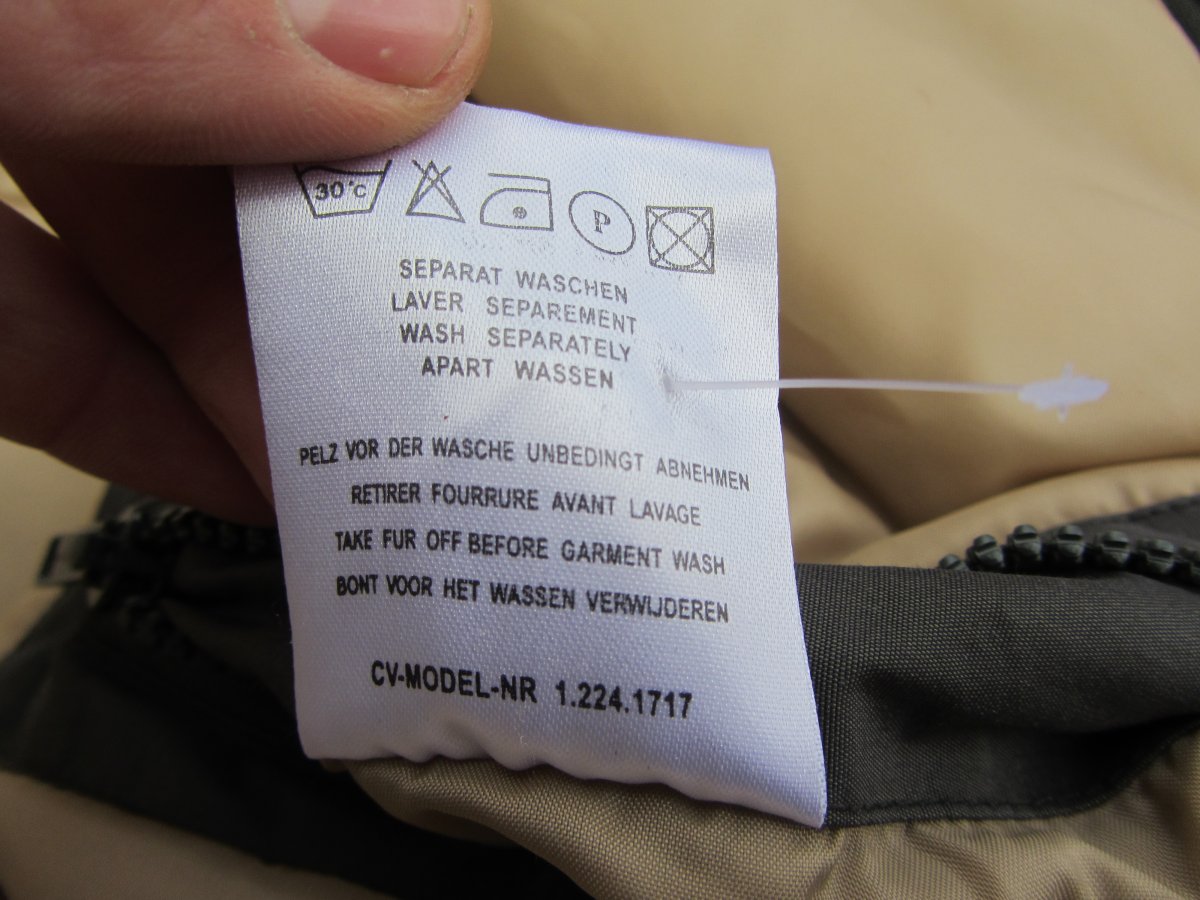 30°C P
SEPARAT WASCHEN
LAVER SEPAREMENT
WASH SEPARATELY
APART WASSEN
PELZ VOR DER WASCHE UNBEDINGT ABNEHMEN
RETIRER FOURRURE AVANT LAVAGE
TAKE FUR OFF BEFORE GARMENT WASH
BONT VOOR HET WASSEN VERWIJDEREN
CV-MODEL-NR 1.224.1717